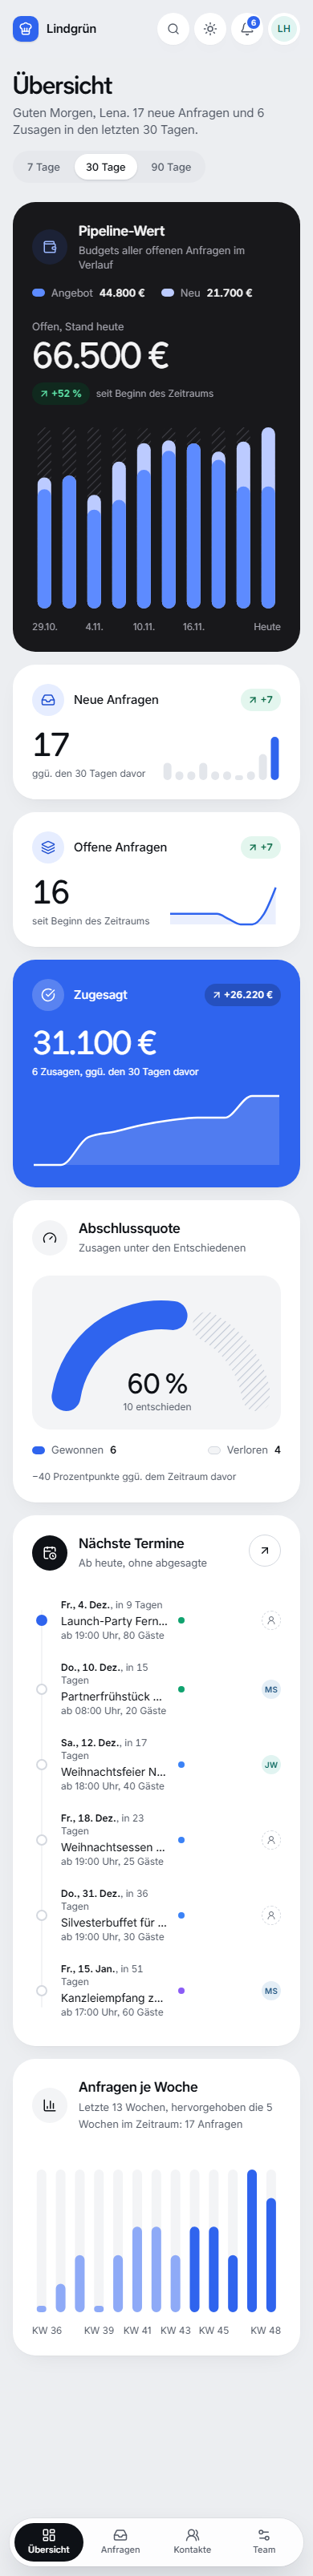 Lindgrün
6
LH
Übersicht
Guten Morgen, Lena. 17 neue Anfragen und 6
Zusagen in den letzten 30 Tagen.
7 Tage 30 Tage 90 Tage
Pipeline-Wert
Budgets aller offenen Anfragen im
Verlauf
Angebot 44.800 € Neu 21.700 €
Offen, Stand heute
66.500 €
+52 % seit Beginn des Zeitraums
29.10. 4.11. 10.11. 16.11. Heute
Neue Anfragen +7
17
ggü. den 30 Tagen davor
Offene Anfragen +7
16
seit Beginn des Zeitraums
Zugesagt +26.220 €
31.100 €
6 Zusagen, ggü. den 30 Tagen davor
Abschlussquote
Zusagen unter den Entschiedenen
60 %
10 entschieden
Gewonnen 6 Verloren 4
−40 Prozentpunkte ggü. dem Zeitraum davor
Nächste Termine
Ab heute, ohne abgesagte
Fr., 4. Dez., in 9 Tagen
Launch-Party Fern...
ab 19:00 Uhr, 80 Gäste
Do., 10. Dez., in 15
Tagen
Partnerfrühstück ...
ab 08:00 Uhr, 20 Gäste
MS
Sa., 12. Dez., in 17
Tagen
Weihnachtsfeier N...
ab 18:00 Uhr, 40 Gäste
JW
Fr., 18. Dez., in 23
Tagen
Weihnachtsessen ...
ab 19:00 Uhr, 25 Gäste
Do., 31. Dez., in 36
Tagen
Silvesterbuffet für ...
ab 19:00 Uhr, 30 Gäste
Fr., 15. Jan., in 51
Tagen
Kanzleiempfang z...
ab 17:00 Uhr, 60 Gäste
MS
Anfragen je Woche
Letzte 13 Wochen, hervorgehoben die 5
Wochen im Zeitraum: 17 Anfragen
KW 36 KW 39 KW 41 KW 43 KW 45 KW 48
Übersicht Anfragen Kontakte Team